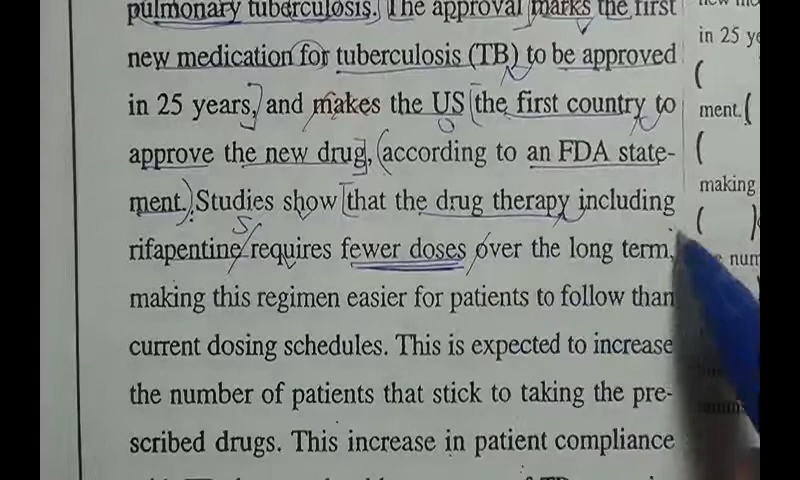 pulmonary tuberculosis. The approval marks the first
new medication for tuberculosis (TB) to be approved
in 25 years, and makes the US the first country to
approve the new drug, according to an FDA state-
ment. Studies show that the drug therapy including
S
rifapentine requires fewer doses over the long term,
making this regimen easier for patients to follow than
current dosing schedules. This is expected to increase
the number of patients that stick to taking the pre-
scribed drugs. This increase in patient compliance
in 25
(
ment. (
(
making
( )
num